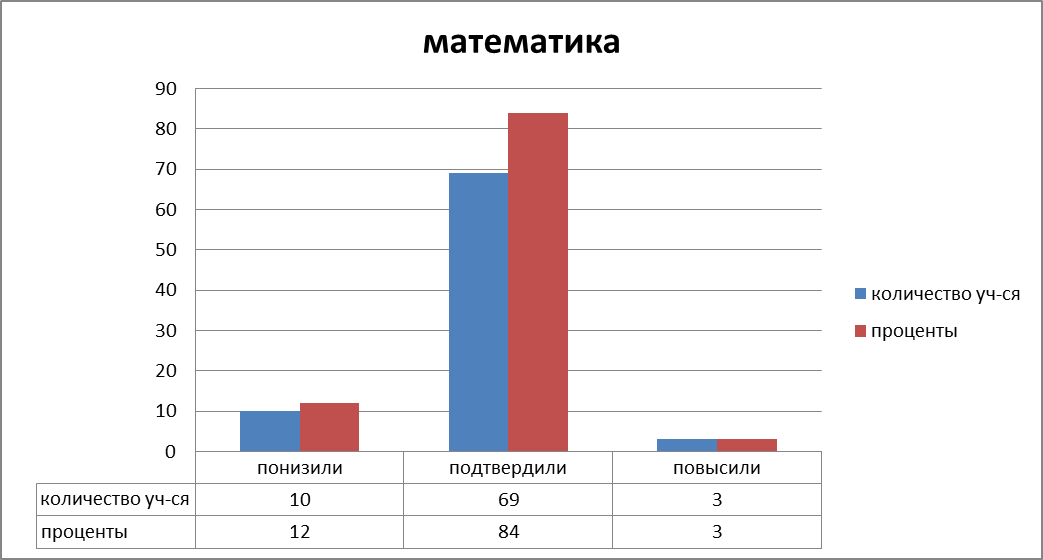 математика
90
80
70
60
50
40
30
20
10
0
количество уч-ся
проценты
понизили подтвердили повысили
количество уч-ся 10 69 3
проценты 12 84 3